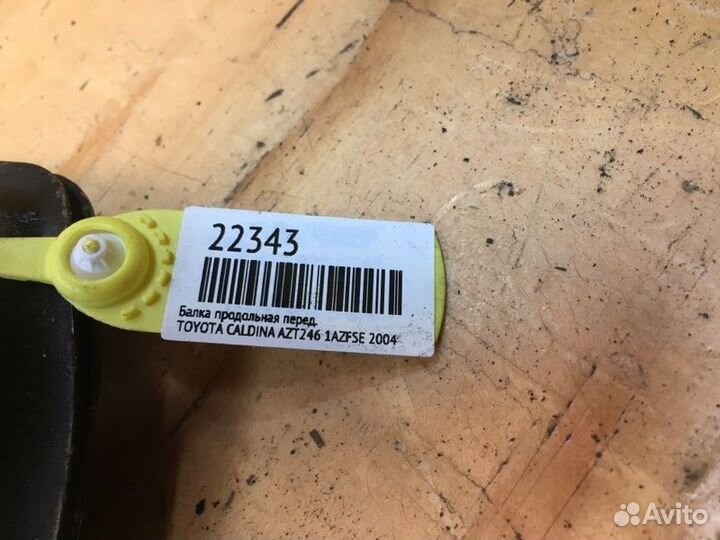 22343
Балка продольная перед.
TOYOTA CALDINA AZT246 1AZFSE 2004
Avito